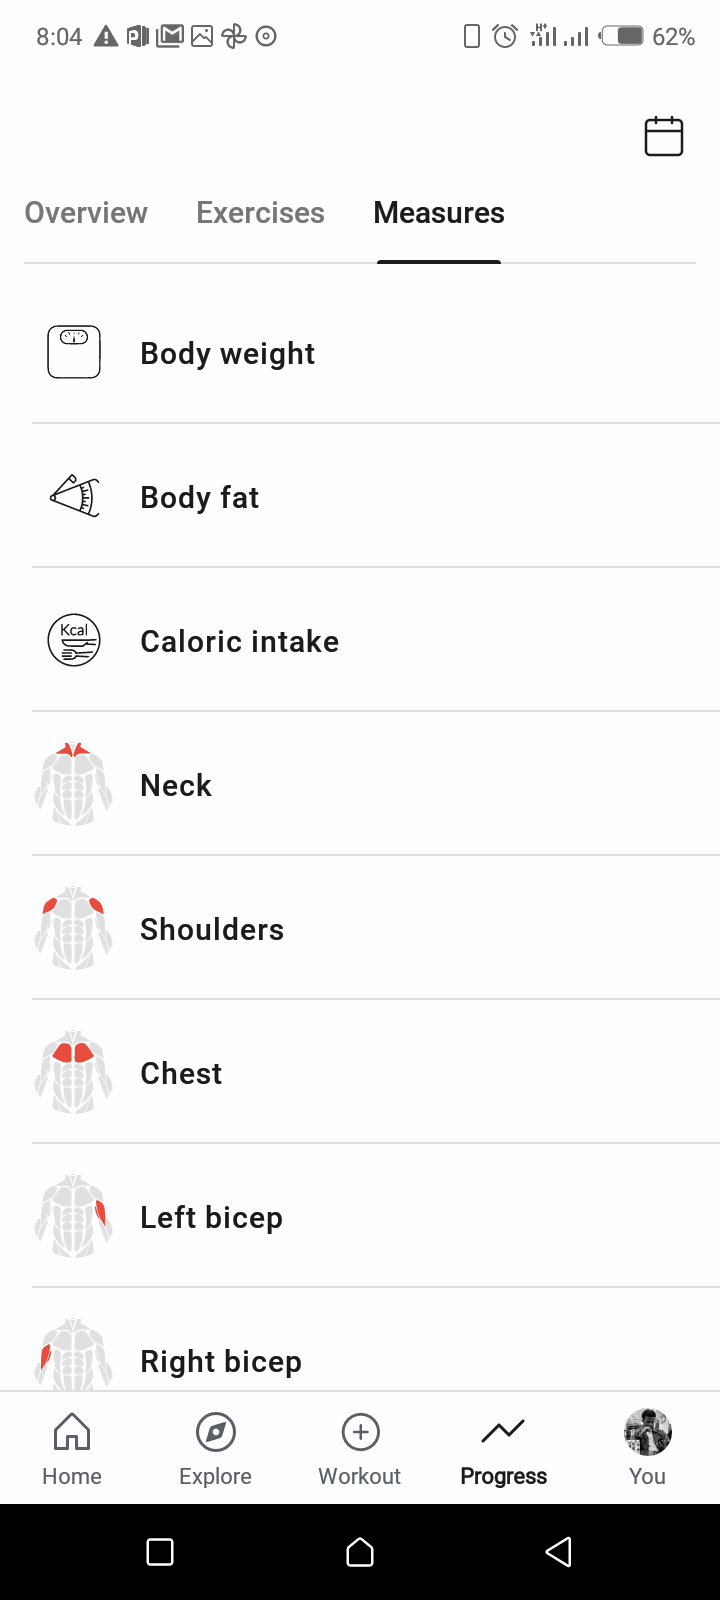 8:04
62%
Overview Exercises Measures
Body weight
Body fat
Kcal
Caloric intake
Neck
Shoulders
Chest
Left bicep
Right bicep
Home Explore Workout Progress You